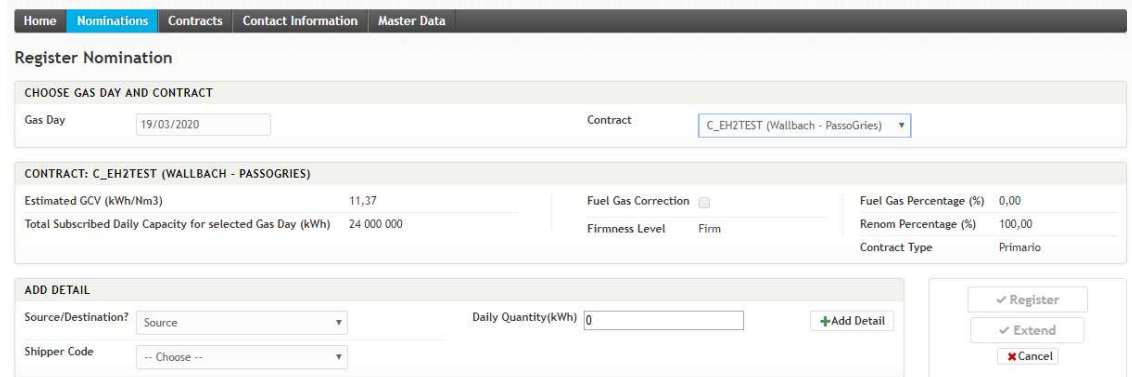 Home Nominations Contracts Contact Information Master Data
Register Nomination
CHOOSE GAS DAY AND CONTRACT
Gas Day 19/03/2020 Contract C_EH2TEST (Wallbach - PassoGries)
CONTRACT: C_EH2TEST (WALLBACH - PASSOGRIES)
Estimated GCV (kWh/Nm3) 11,37 Fuel Gas Correction Fuel Gas Percentage (%) 0,00
Total Subscribed Daily Capacity for selected Gas Day (kWh) 24 000 000 Firmness Level Firm Renom Percentage (%) 100,00
Contract Type Primario
ADD DETAIL
Source/Destination? Source Daily Quantity(kWh) 0 Add Detail
Shipper Code -- Choose --
Register
Extend
Cancel